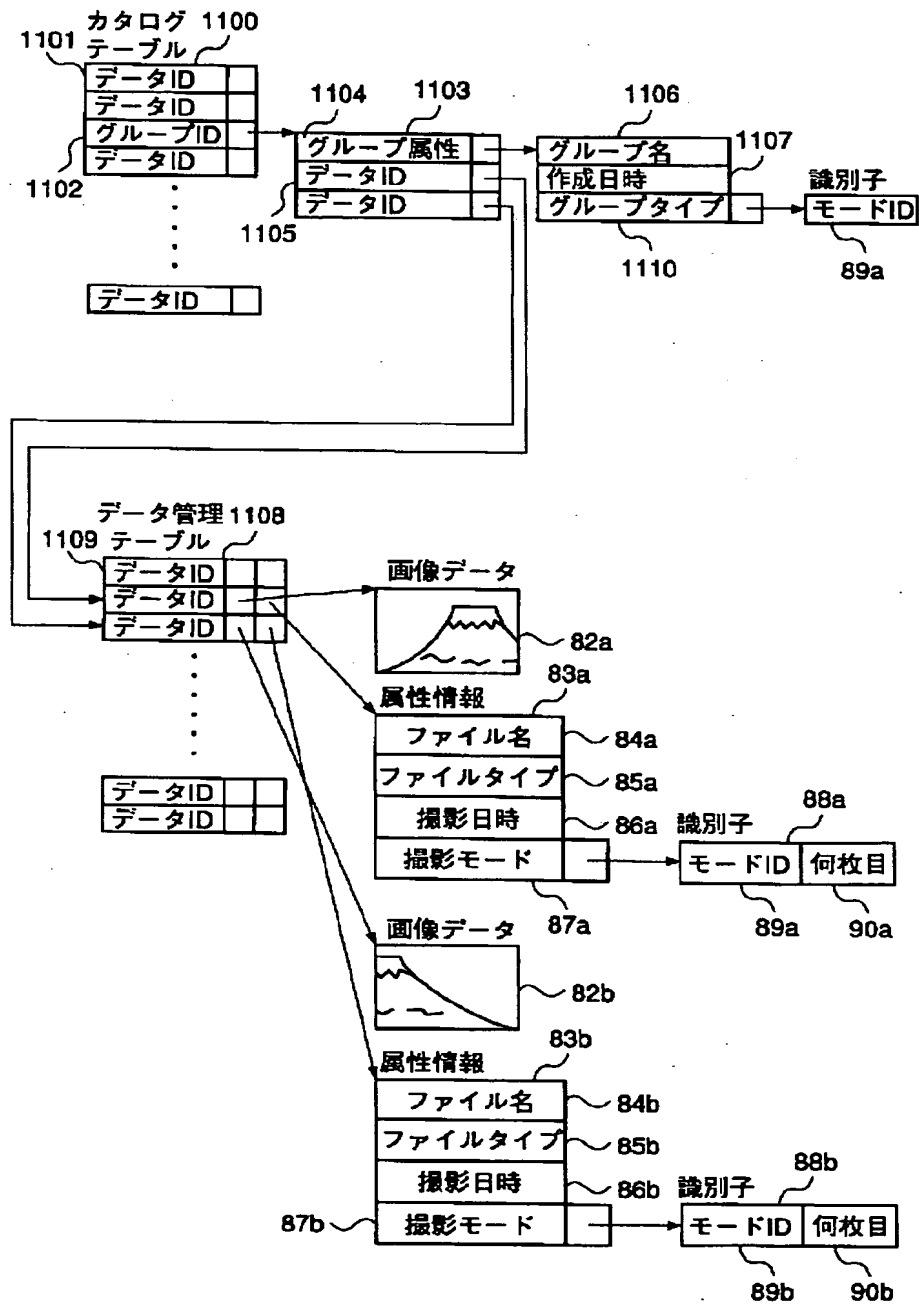 カタログ
テーブル
1100
1101
データID
データID
グループID
データID
1102
データID
1104
1103
グループ属性
データID
データID
1105
1106
グループ名
1107
作成日時
グループタイプ
1110
識別子
モードID
89a
データ管理
テーブル
1108
1109
データID
データID
データID
データID
データID
画像データ
82a
属性情報
83a
ファイル名
84a
ファイルタイプ
85a
撮影日時
86a
撮影モード
87a
識別子
88a
モードID
何枚目
89a
90a
画像データ
82b
属性情報
83b
ファイル名
84b
ファイルタイプ
85b
撮影日時
86b
87b
撮影モード
識別子
88b
モードID
何枚目
89b
90b